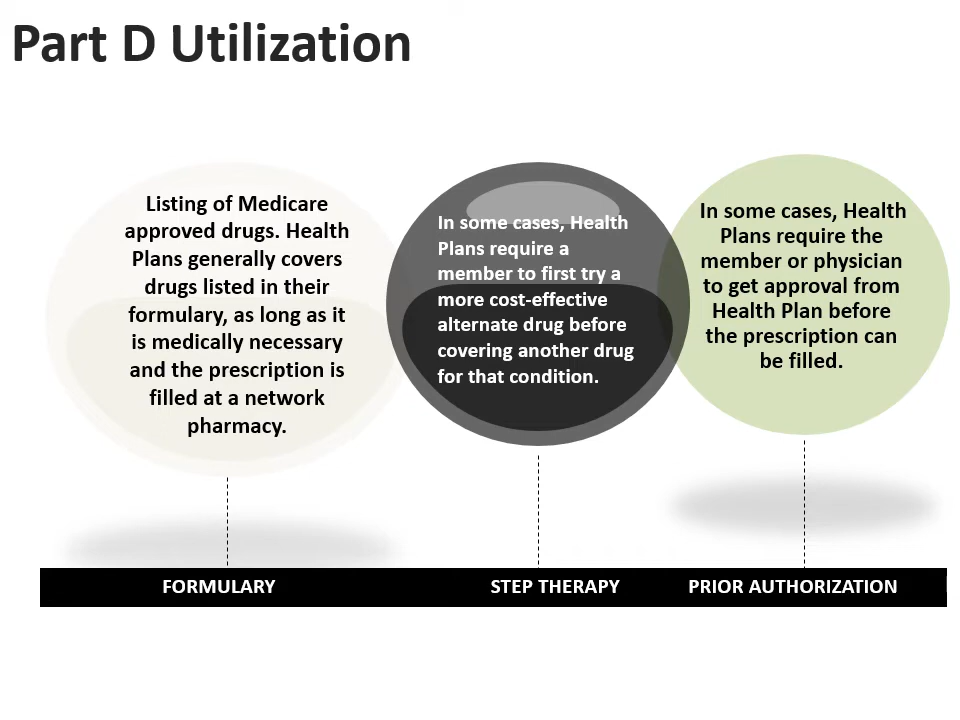 Part D Utilization
Listing of Medicare
approved drugs. Health
Plans generally covers
drugs listed in their
formulary, as long as it
is medically necessary
and the prescription is
filled at a network
pharmacy.
In some cases, Health
Plans require a
member to first try a
more cost-effective
alternate drug before
covering another drug
for that condition.
In some cases, Health
Plans require the
member or physician
to get approval from
Health Plan before
the prescription can
be filled.
FORMULARY
STEP THERAPY
PRIOR AUTHORIZATION